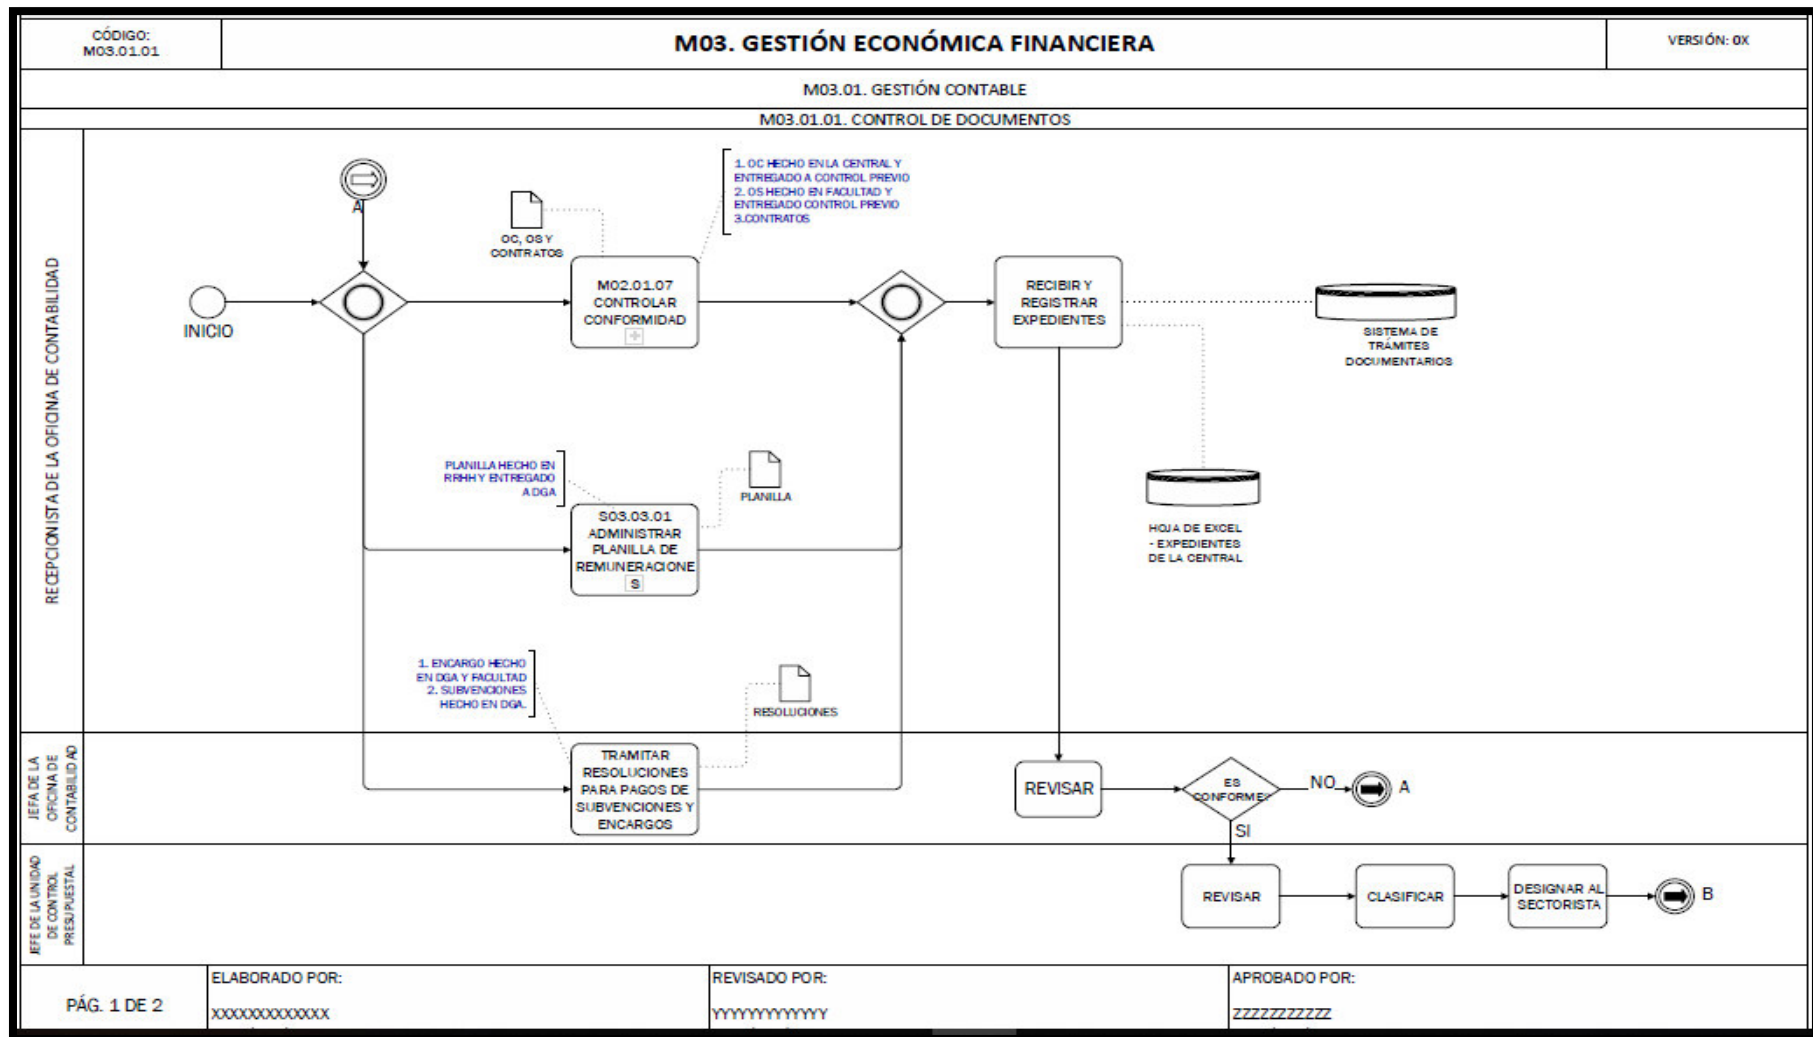 CÓDIGO:
M03.01.01
M03. GESTIÓN ECONÓMICA FINANCIERA
VERSIÓN: 0X
M03.01. GESTIÓN CONTABLE
M03.01.01. CONTROL DE DOCUMENTOS
RECEPCIONISTA DE LA OFICINA DE CONTABILIDAD
A
INICIO
OC, OS Y
CONTRATOS
1. OC HECHO EN LA CENTRAL Y
ENTREGADO A CONTROL PREVIO
2. OS HECHO EN FACULTAD Y
ENTREGADO CONTROL PREVIO
3.CONTRATOS
M02.01.07
CONTROLAR
CONFORMIDAD
RECIBIR Y
REGISTRAR
EXPEDIENTES
SISTEMA DE
TRÁMITES
DOCUMENTARIOS
PLANILLA HECHO EN
RRHH Y ENTREGADO
A DGA
PLANILLA
S03.03.01
ADMINISTRAR
PLANILLA DE
REMUNERACIONE
S
HOJA DE EXCEL
- EXPEDIENTES
DE LA CENTRAL
1. ENCARGO HECHO
EN DGA Y FACULTAD
2. SUBVENCIONES
HECHO EN DGA.
RESOLUCIONES
JEFA DE LA
OFICINA DE
CONTABILIDAD
TRAMITAR
RESOLUCIONES
PARA PAGOS DE
SUBVENCIONES Y
ENCARGOS
REVISAR
ES
CONFORME?
NO
A
SI
JEFE DE LA UNIDAD
DE CONTROL
PRESUPUESTAL
REVISAR
CLASIFICAR
DESIGNAR AL
SECTORISTA
B
PÁG. 1 DE 2
ELABORADO POR:
XXXXXXXXXXXXX
REVISADO POR:
YYYYYYYYYYYYY
APROBADO POR:
ZZZZZZZZZZZ